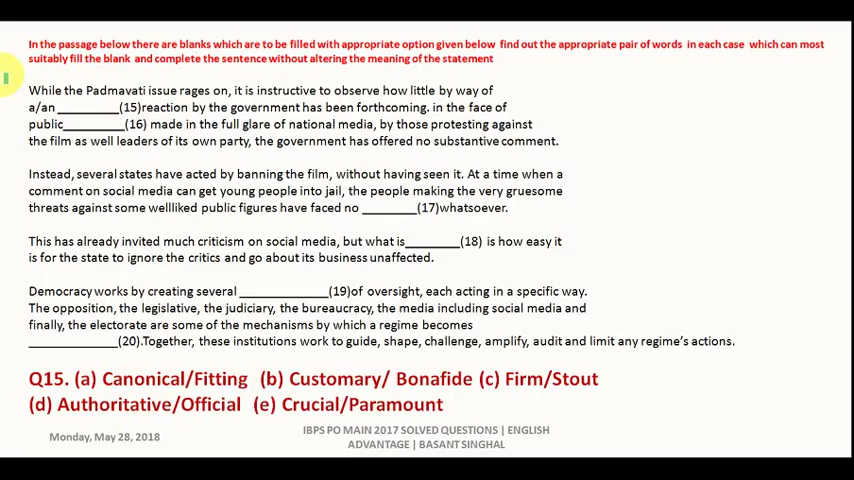 In the passage below there are blanks which are to be filled with appropriate option given below find out the appropriate pair of words in each case which can most
suitably fill the blank and complete the sentence without altering the meaning of the statement
While the Padmavati issue rages on, it is instructive to observe how little by way of
a/an _________(15)reaction by the government has been forthcoming. in the face of
public_________(16) made in the full glare of national media, by those protesting against
the film as well leaders of its own party, the government has offered no substantive comment.
Instead, several states have acted by banning the film, without having seen it. At a time when a
comment on social media can get young people into jail, the people making the very gruesome
threats against some wellliked public figures have faced no ________(17)whatsoever.
This has already invited much criticism on social media, but what is________(18) is how easy it
is for the state to ignore the critics and go about its business unaffected.
Democracy works by creating several _____________(19)of oversight, each acting in a specific way.
The opposition, the legislative, the judiciary, the bureaucracy, the media including social media and
finally, the electorate are some of the mechanisms by which a regime becomes
_____________(20).Together, these institutions work to guide, shape, challenge, amplify, audit and limit any regime's actions.
Q15. (a) Canonical/Fitting (b) Customary/ Bonafide (c) Firm/Stout
(d) Authoritative/Official (e) Crucial/Paramount
Monday, May 28, 2018
IBPS PO MAIN 2017 SOLVED QUESTIONS | ENGLISH
ADVANTAGE | BASANT SINGHAL